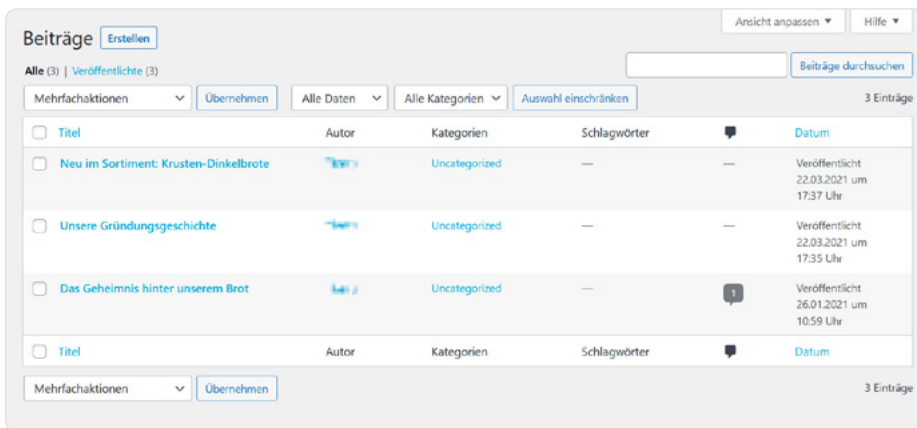 Ansicht anpassen ▼ Hilfe ▼
Beiträge Erstellen
Alle (3) | Veröffentlichte (3) Beiträge durchsuchen
Mehrfachaktionen Übernehmen Alle Daten Alle Kategorien Auswahl einschränken 3 Einträge
Titel Autor Kategorien Schlagwörter Datum
Neu im Sortiment: Krusten-Dinkelbrote Uncategorized — — Veröffentlicht
22.03.2021 um
17:37 Uhr
Unsere Gründungsgeschichte Uncategorized — — Veröffentlicht
22.03.2021 um
17:35 Uhr
Das Geheimnis hinter unserem Brot Uncategorized — 1 Veröffentlicht
26.01.2021 um
10:59 Uhr
Titel Autor Kategorien Schlagwörter Datum
Mehrfachaktionen Übernehmen 3 Einträge